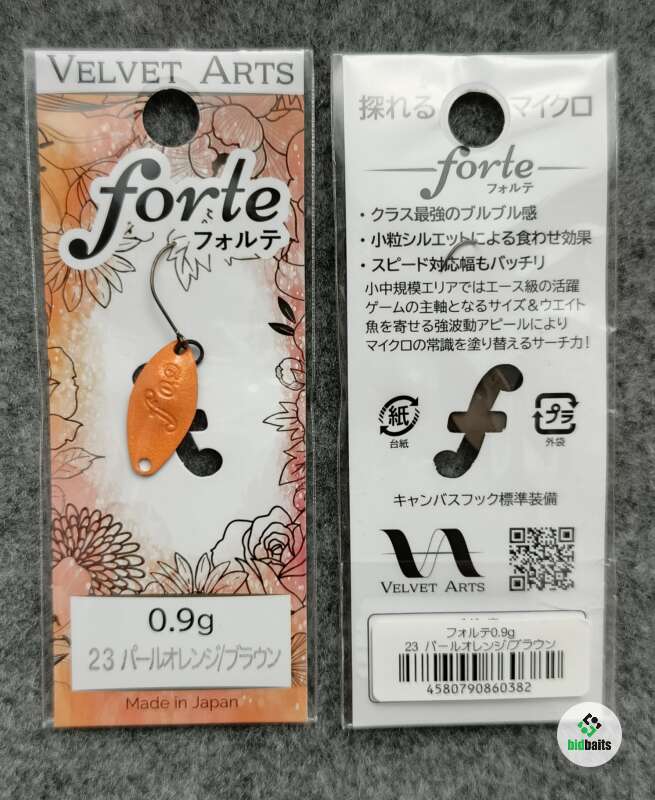 VELVET ARTS
forte
フォルテ
f 0.9
0.9g
23 パールオレンジ/ブラウン
Made in Japan
探れる マイクロ
forte
フォルテ
・クラス最強のブルブル感
・小粒シルエットによる食わせ効果
・スピード対応幅もバッチリ
小中規模エリアではエース級の活躍
ゲームの主軸となるサイズ&ウエイト
魚を寄せる強波動アピールにより
マイクロの常識を塗り替えるサーチ力!
紙
台紙
f
プラ
外袋
キャンバスフック標準装備
VELVET ARTS
フォルテ0.9g
23 パールオレンジ/ブラウン
4580790860382
bidbaits